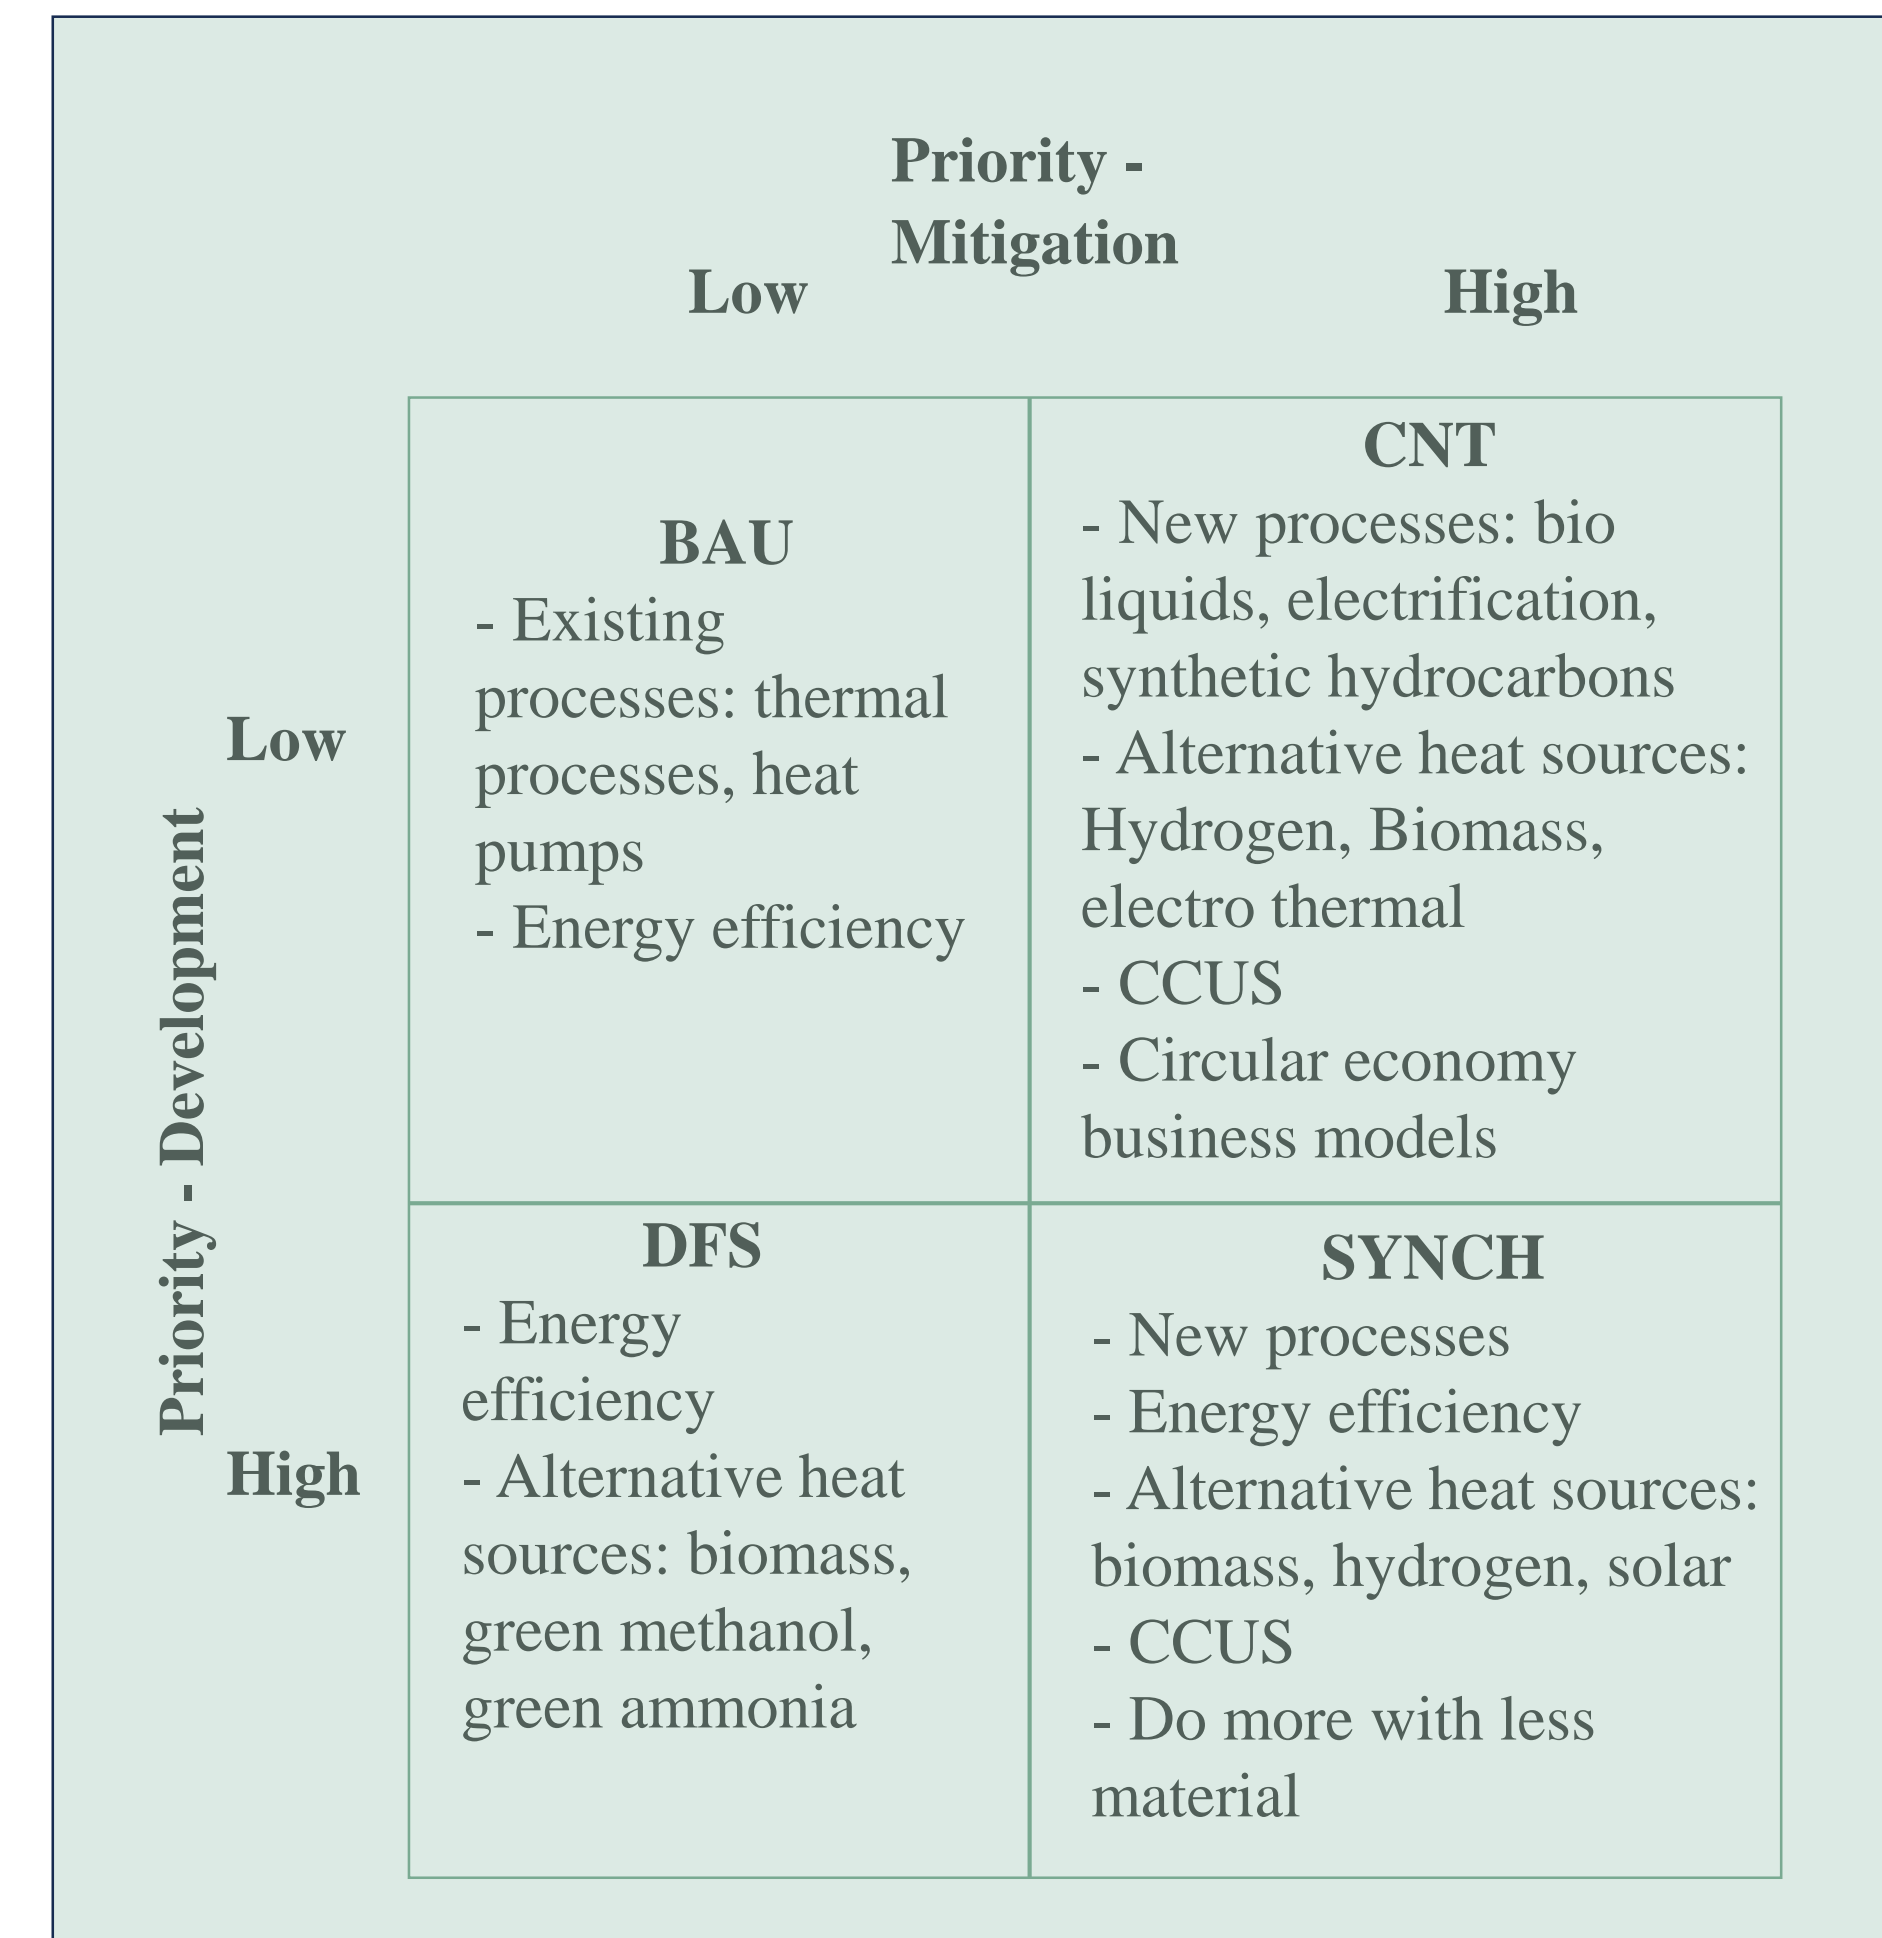 Priority -
Mitigation
Low
High
BAU
- Existing
processes: thermal
processes, heat
pumps
- Energy efficiency
CNT
- New processes: bio
liquids, electrification,
synthetic hydrocarbons
- Alternative heat sources:
Hydrogen, Biomass,
electro thermal
- CCUS
- Circular economy
business models
Low
Priority - Development
High
DFS
- Energy
efficiency
- Alternative heat
sources: biomass,
green methanol,
green ammonia
SYNCH
- New processes
- Energy efficiency
- Alternative heat sources:
biomass, hydrogen, solar
- CCUS
- Do more with less
material